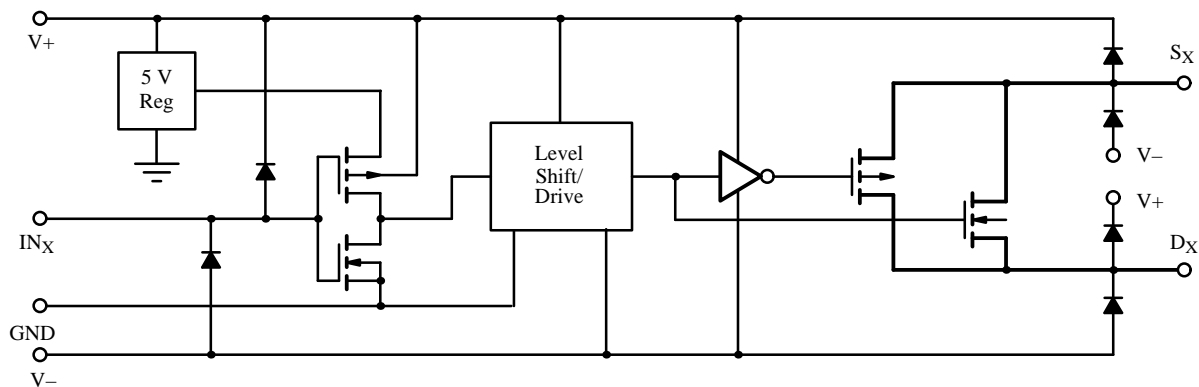 V+
5 V
Reg
Level
Shift/
Drive
SX
V–
V+
INX
DX
GND
V–